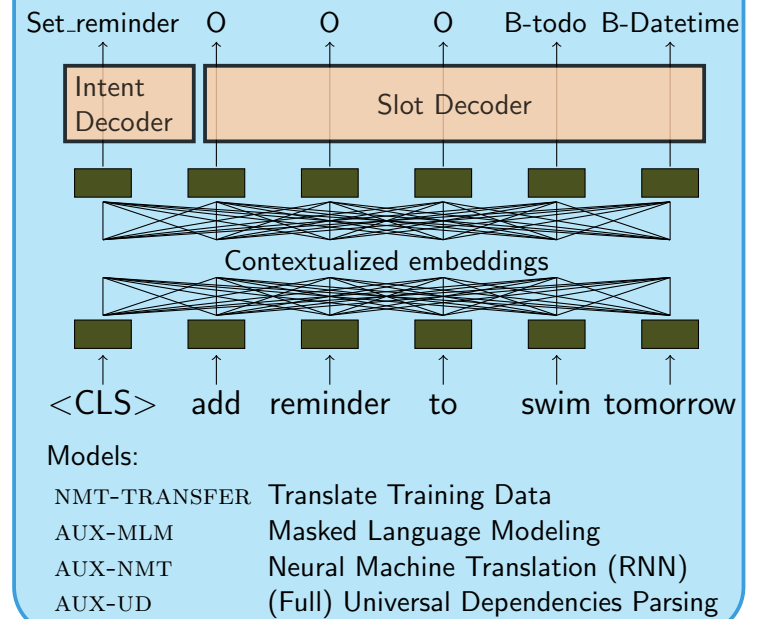 Set_reminder O O O B-todo B-Datetime
Intent
Decoder
Slot Decoder
Contextualized embeddings
<CLS> add reminder to swim tomorrow
Models:
NMT-TRANSFER Translate Training Data
AUX-MLM Masked Language Modeling
AUX-NMT Neural Machine Translation (RNN)
AUX-UD (Full) Universal Dependencies Parsing